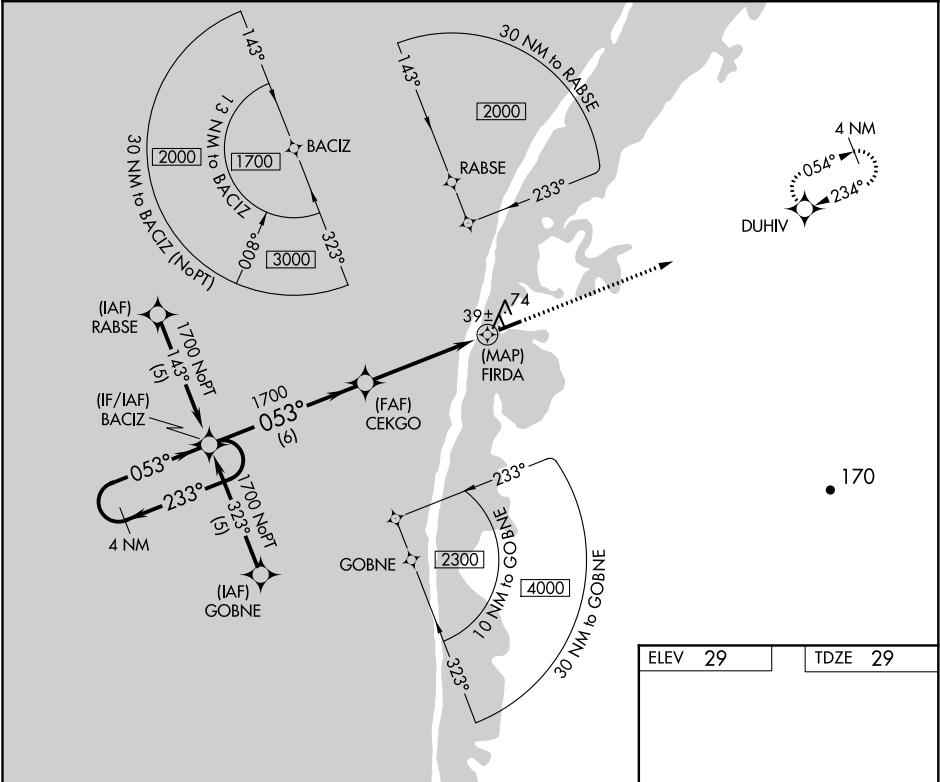 143°
13 NM to BACIZ
30 NM to BACIZ (NoPT)
2000
1700
BACIZ
008°
3000
323°
30 NM to RABSE
143°
2000
RABSE
233°
4 NM
054°
234°
DUHIV
(IAF)
RABSE
1700 NoPT
143°
(5)
39±
74
(MAP)
FIRDA
(IF/IAF)
BACIZ
1700
053°
(6)
(FAF)
CEKGO
053°
233°
4 NM
1700 NoPT
323°
(5)
(IAF)
GOBNE
233°
GOBNE
2300
10 NM to GOBNE
4000
30 NM to GOBNE
323°
170
ELEV 29
TDZE 29